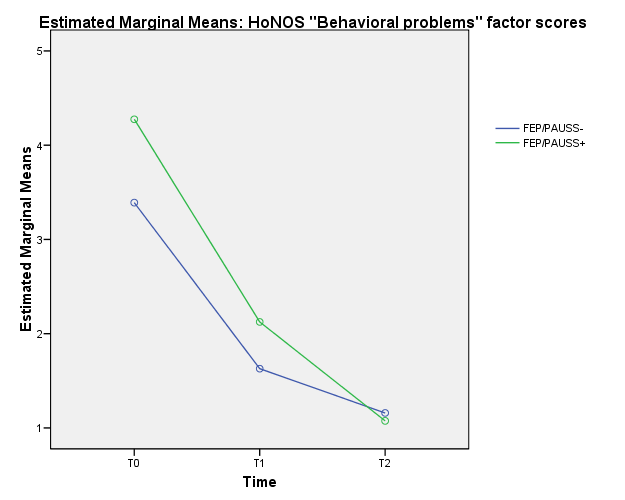 Estimated Marginal Means: HoNOS "Behavioral problems" factor scores
5
4
3
2
1
Estimated Marginal Means
T0
T1
T2
Time
FEP/PAUSS-
FEP/PAUSS+